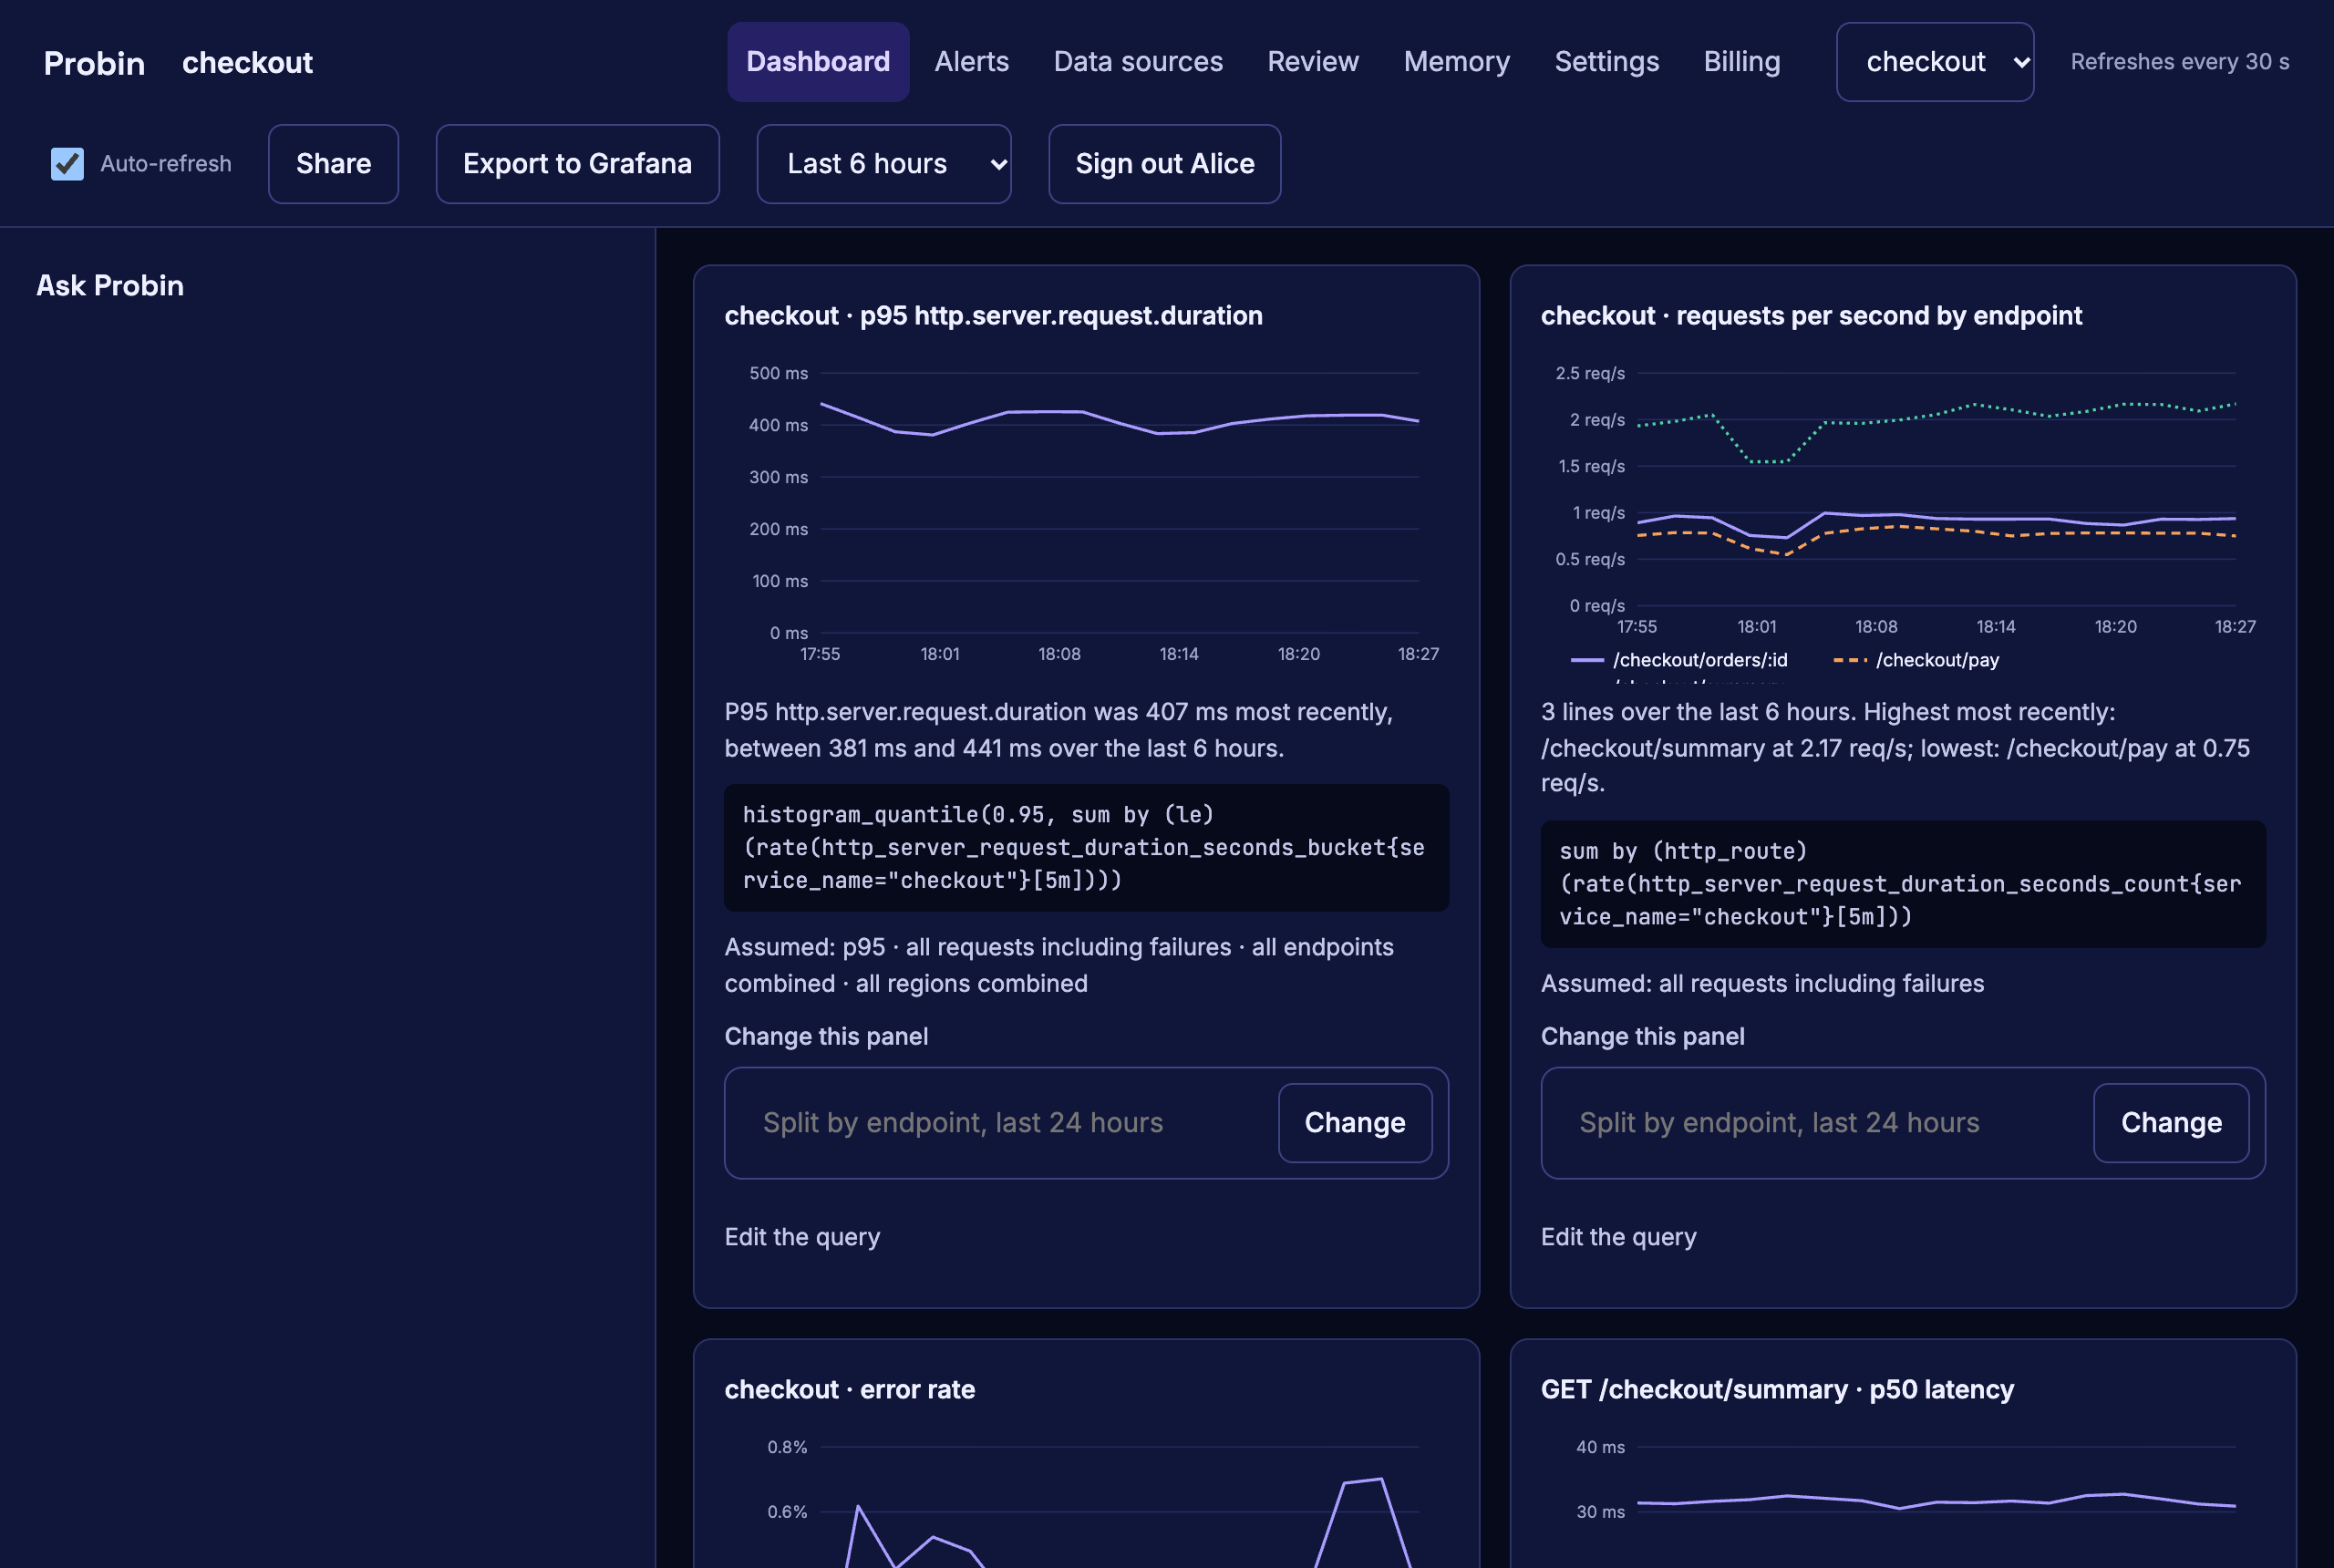 Probin
checkout
Dashboard
Alerts
Data sources
Review
Memory
Settings
Billing
checkout
Refreshes every 30 s
Auto-refresh
Share
Export to Grafana
Last 6 hours
Sign out Alice
Ask Probin
checkout · p95 http.server.request.duration
500 ms
400 ms
300 ms
200 ms
100 ms
0 ms
17:55 18:01 18:08 18:14 18:20 18:27
P95 http.server.request.duration was 407 ms most recently,
between 381 ms and 441 ms over the last 6 hours.
histogram_quantile(0.95, sum by (le)
(rate(http_server_request_duration_seconds_bucket{se
rvice_name="checkout"}[5m])))
Assumed: p95 · all requests including failures · all endpoints
combined · all regions combined
Change this panel
Split by endpoint, last 24 hours
Change
Edit the query
checkout · requests per second by endpoint
2.5 req/s
2 req/s
1.5 req/s
1 req/s
0.5 req/s
0 req/s
17:55 18:01 18:08 18:14 18:20 18:27
/checkout/orders/:id
/checkout/pay
3 lines over the last 6 hours. Highest most recently:
/checkout/summary at 2.17 req/s; lowest: /checkout/pay at 0.75
req/s.
sum by (http_route)
(rate(http_server_request_duration_seconds_count{ser
vice_name="checkout"}[5m]))
Assumed: all requests including failures
Change this panel
Split by endpoint, last 24 hours
Change
Edit the query
checkout · error rate
0.8%
0.6%
GET /checkout/summary · p50 latency
40 ms
30 ms